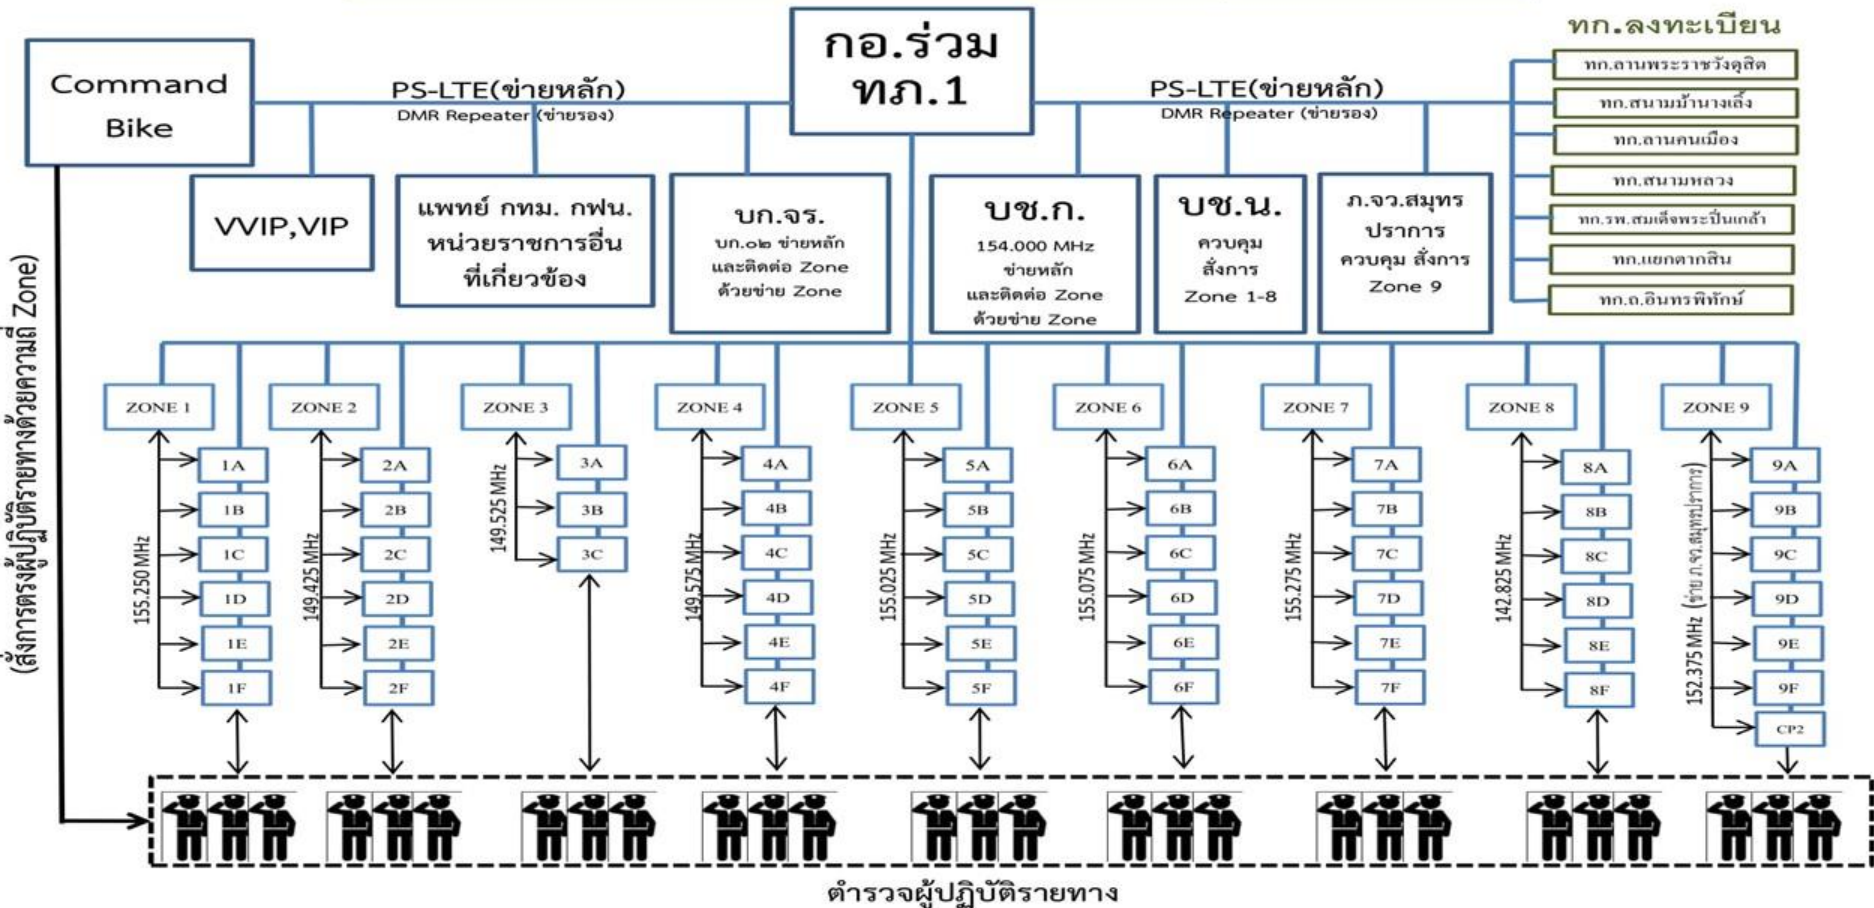 Command
Bike
PS-LTE(ข่ายหลัก)
DMR Repeater (ข่ายรอง)
กอ.ร่วม
ทภ.1
PS-LTE(ข่ายหลัก)
DMR Repeater (ข่ายรอง)
ทก.ลงทะเบียน
ทก.ลานพระราชวังดุสิต
ทก.สนามม้านางเลิ้ง
ทก.ลานคนเมือง
ทก.สนามหลวง
ทก.รพ.สมเด็จพระปิ่นเกล้า
ทก.แยกตากสิน
ทก.ถ.อินทรพิทักษ์
VVIP,VIP
แพทย์ กทม. กฟน.
หน่วยราชการอื่น
ที่เกี่ยวข้อง
บก.จร.
บก.๐๒ ข่ายหลัก
และติดต่อ Zone
ด้วยข่าย Zone
บช.ก.
154.000 MHz
ข่ายหลัก
และติดต่อ Zone
ด้วยข่าย Zone
บช.น.
ควบคุม
สั่งการ
Zone 1-8
ภ.จว.สมุทร
ปราการ
ควบคุม สั่งการ
Zone 9
(สั่งการตรงผู้ปฏิบัติรายทางด้วยความถี่ Zone)
ZONE 1
ZONE 2
ZONE 3
ZONE 4
ZONE 5
ZONE 6
ZONE 7
ZONE 8
ZONE 9
155.250 MHz
1A
1B
1C
1D
1E
1F
149.425 MHz
2A
2B
2C
2D
2E
2F
149.525 MHz
3A
3B
3C
149.575 MHz
4A
4B
4C
4D
4E
4F
155.025 MHz
5A
5B
5C
5D
5E
5F
155.075 MHz
6A
6B
6C
6D
6E
6F
155.275 MHz
7A
7B
7C
7D
7E
7F
142.825 MHz
8A
8B
8C
8D
8E
8F
152.375 MHz (ข่าย ภ.จว.สมุทรปราการ)
9A
9B
9C
9D
9E
9F
CP2
ตำรวจผู้ปฏิบัติรายทาง